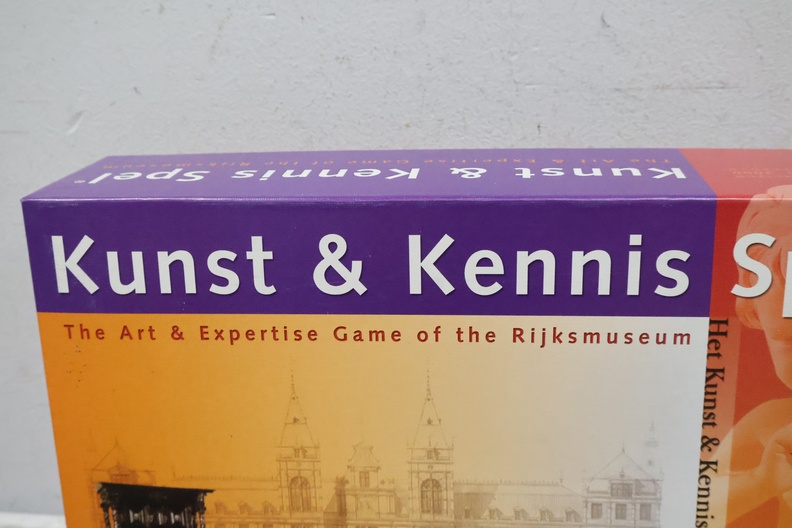 The Art & Expertise Game of the Rijksmuseum
Kunst & Kennis Spel
Kunst & Kennis Sp
The Art & Expertise Game of the Rijksmuseum
Het Kunst & Kennis